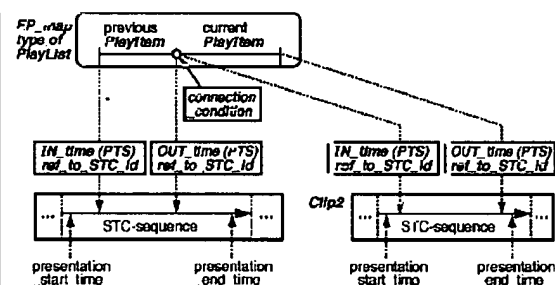 EP_map
type of
PlayList
previous
PlayItem
current
PlayItem
connection
_condition
IN_time (PTS)
ref_to_STC_id
OUT_time (PTS)
ref_to_STC_id
IN_time (PTS)
ref_to_STC_id
OUT_time (PTS)
ref_to_STC_id
...
STC-sequence
...
Clip2
...
STC-sequence
...
presentation
start time
presentation
end time
presentation
start time
presentation
end time